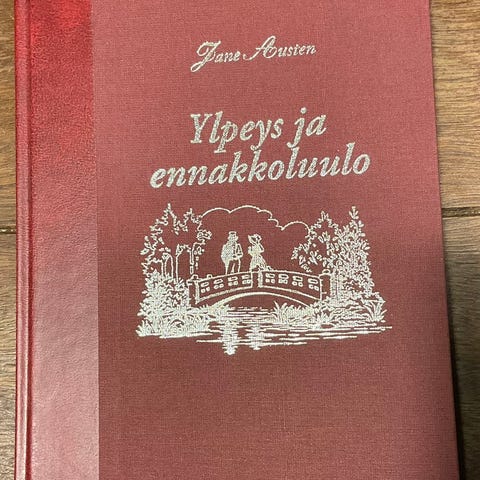 Jane Austen
Ylpeys ja
ennakkoluulo